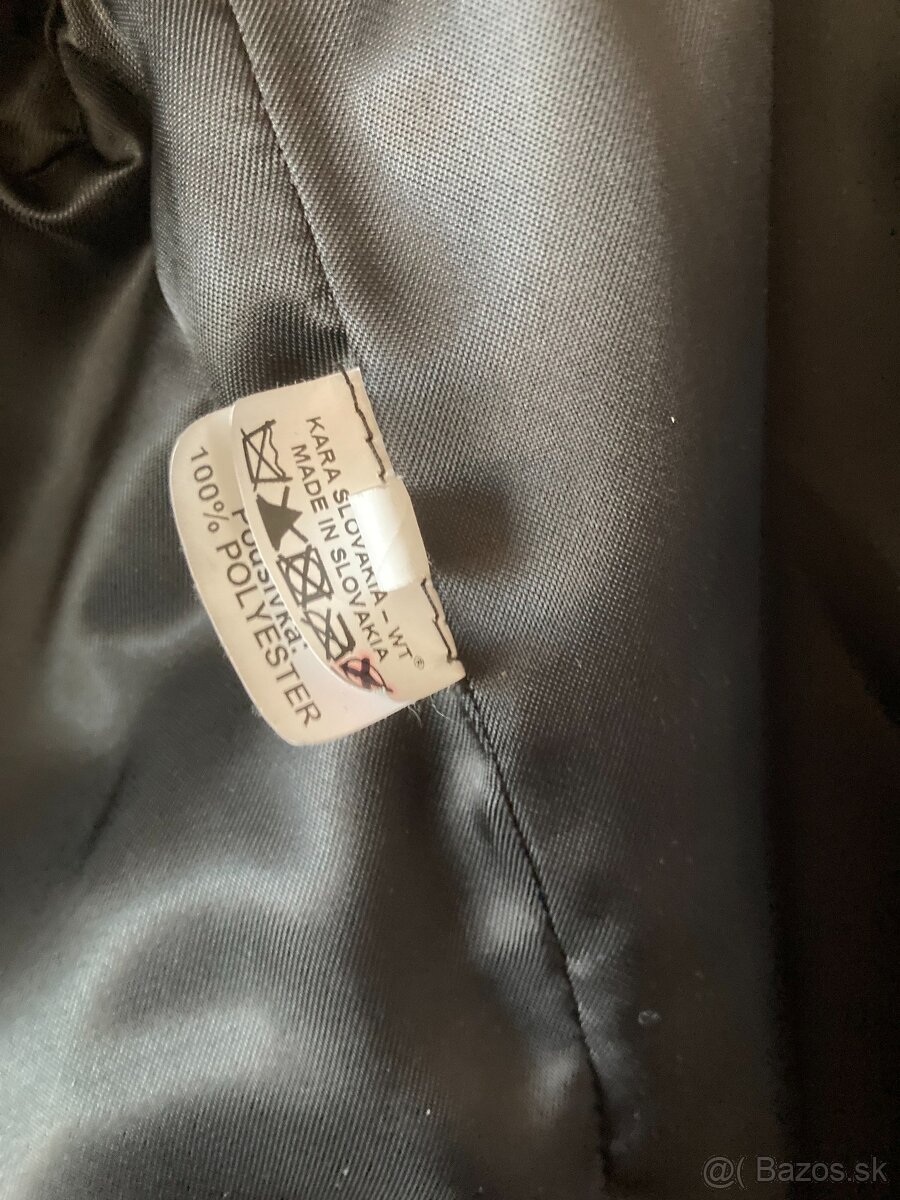 KARA SLOVAKIA – WT®
MADE IN SLOVAKIA
Podšívka:
100% POLYESTER
@( Bazos.sk